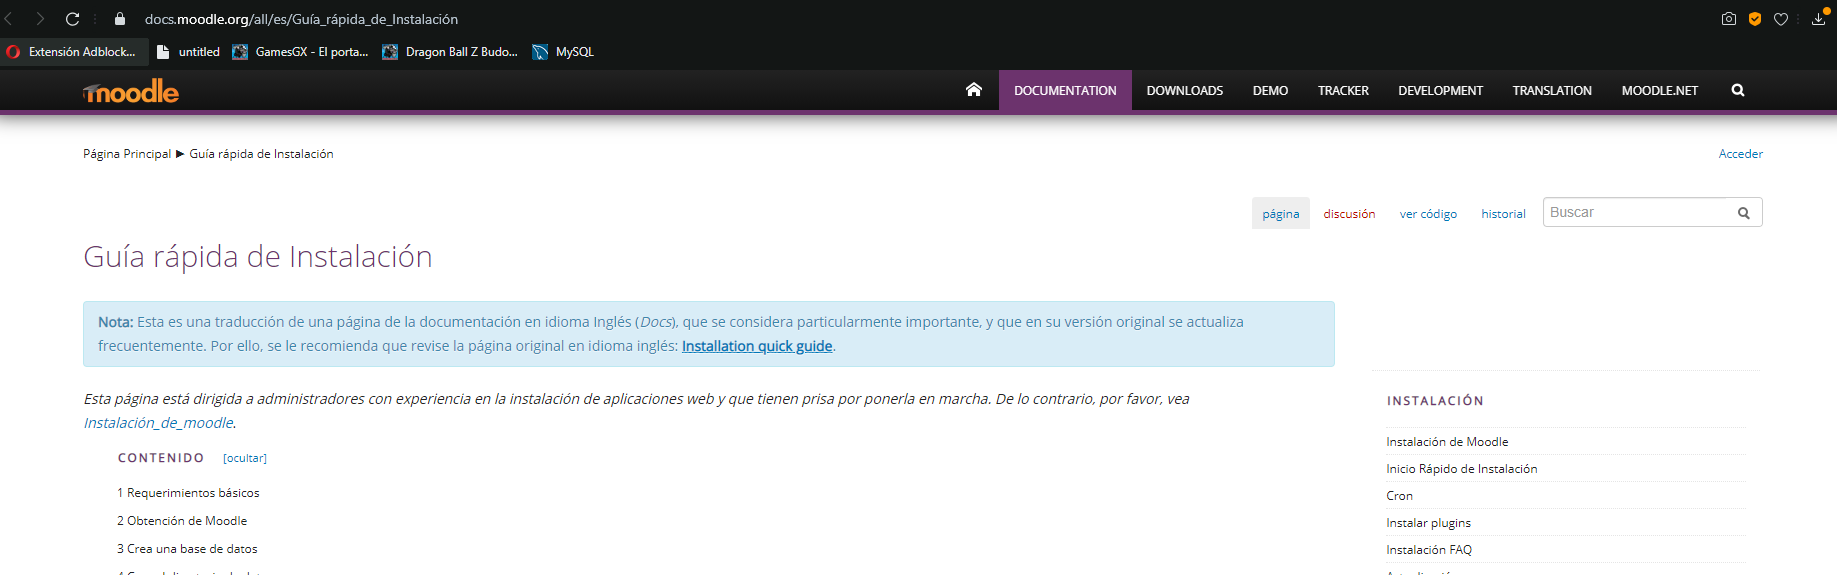 docs.moodle.org/all/es/Guía_rápida_de_Instalación
Extensión Adblock... untitled GamesGX - El porta... Dragon Ball Z Budo... MySQL
moodle DOCUMENTATION DOWNLOADS DEMO TRACKER DEVELOPMENT TRANSLATION MOODLE.NET
Página Principal ► Guía rápida de Instalación Acceder
página discusión ver código historial Buscar
Guía rápida de Instalación
Nota: Esta es una traducción de una página de la documentación en idioma Inglés (Docs), que se considera particularmente importante, y que en su versión original se actualiza
frecuentemente. Por ello, se le recomienda que revise la página original en idioma inglés: Installation quick guide.
Esta página está dirigida a administradores con experiencia en la instalación de aplicaciones web y que tienen prisa por ponerla en marcha. De lo contrario, por favor, vea
Instalación_de_moodle.
CONTENIDO [ocultar]
1 Requerimientos básicos
2 Obtención de Moodle
3 Crea una base de datos
INSTALACIÓN
Instalación de Moodle
Inicio Rápido de Instalación
Cron
Instalar plugins
Instalación FAQ